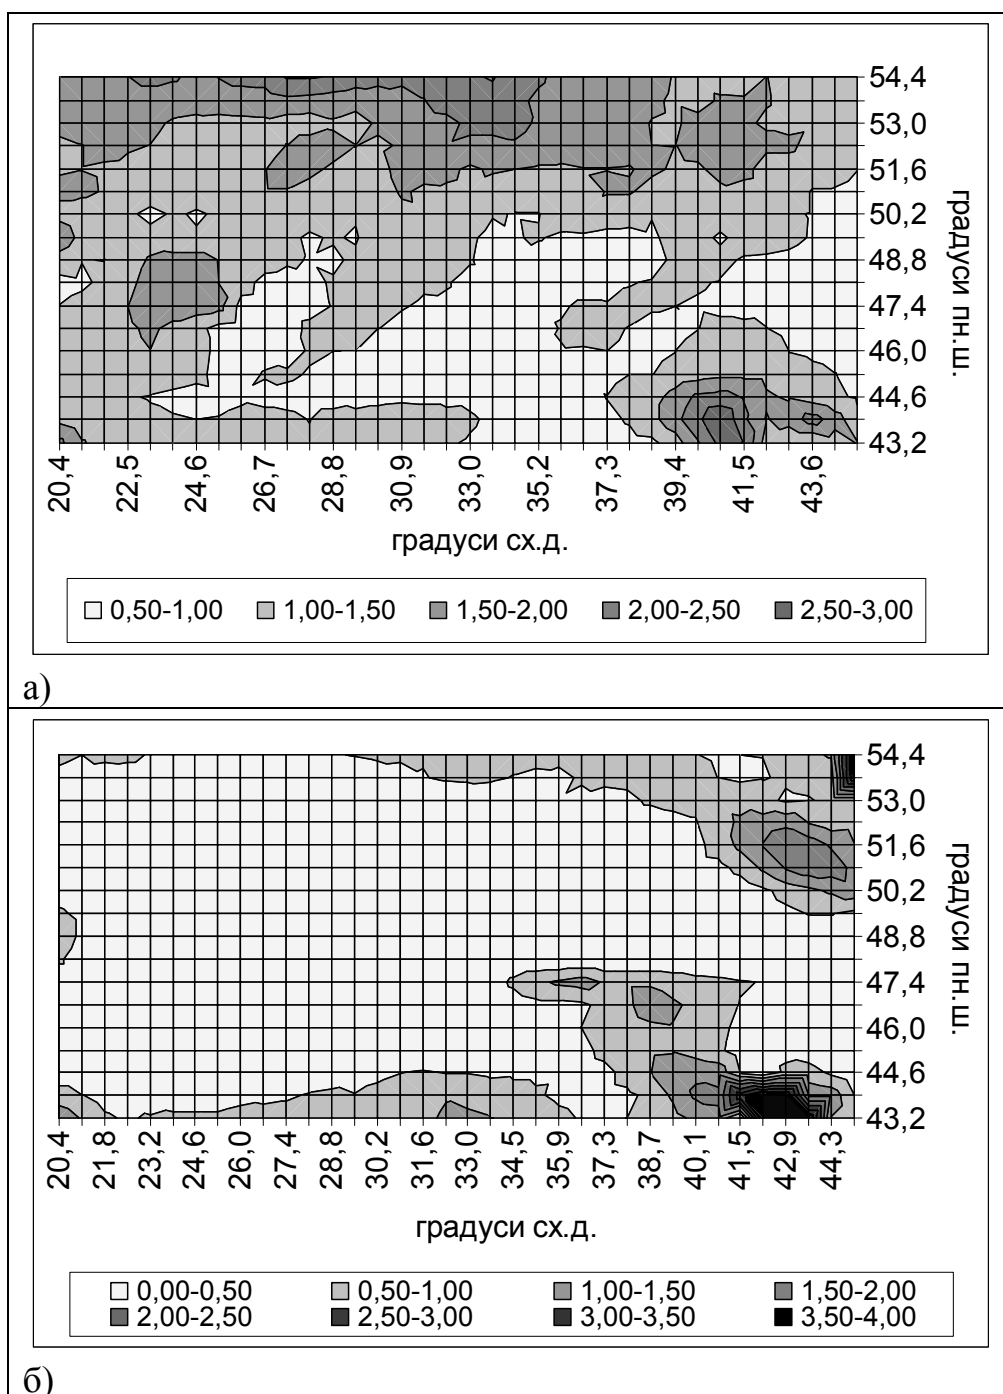 54,4
53,0
51,6
50,2
48,8
47,4
46,0
44,6
43,2
градуси пн.ш.
20,4 22,5 24,6 26,7 28,8 30,9 33,0 35,2 37,3 39,4 41,5 43,6
градуси сх.д.
0,50-1,00 1,00-1,50 1,50-2,00 2,00-2,50 2,50-3,00
а)
54,4
53,0
51,6
50,2
48,8
47,4
46,0
44,6
43,2
градуси пн.ш.
20,4 21,8 23,2 24,6 26,0 27,4 28,8 30,2 31,6 33,0 34,5 35,9 37,3 38,7 40,1 41,5 42,9 44,3
градуси сх.д.
0,00-0,50 0,50-1,00 1,00-1,50 1,50-2,00
2,00-2,50 2,50-3,00 3,00-3,50 3,50-4,00
б)